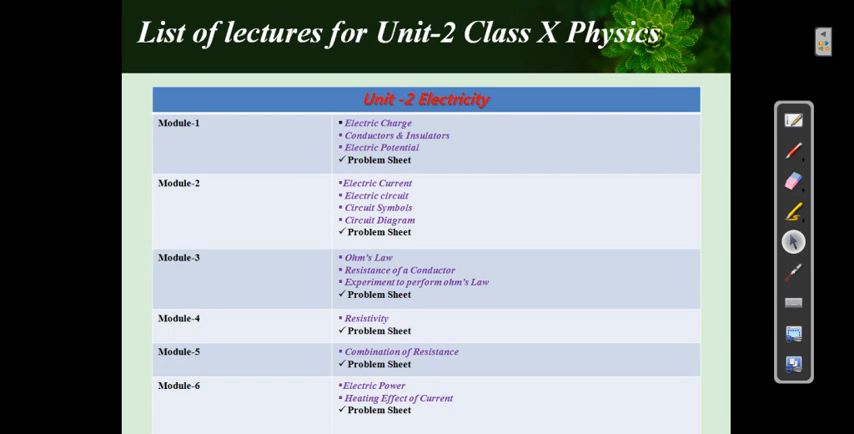 List of lectures for Unit-2 Class X Physics
Unit -2 Electricity
Module-1
▪ Electric Charge
▪ Conductors & Insulators
▪ Electric Potential
✓ Problem Sheet
Module-2
▪Electric Current
▪ Electric circuit
▪ Circuit Symbols
▪ Circuit Diagram
✓ Problem Sheet
Module-3
▪ Ohm's Law
▪ Resistance of a Conductor
▪ Experiment to perform ohm's Law
✓ Problem Sheet
Module-4
▪ Resistivity
✓ Problem Sheet
Module-5
▪ Combination of Resistance
✓ Problem Sheet
Module-6
▪Electric Power
▪ Heating Effect of Current
✓ Problem Sheet